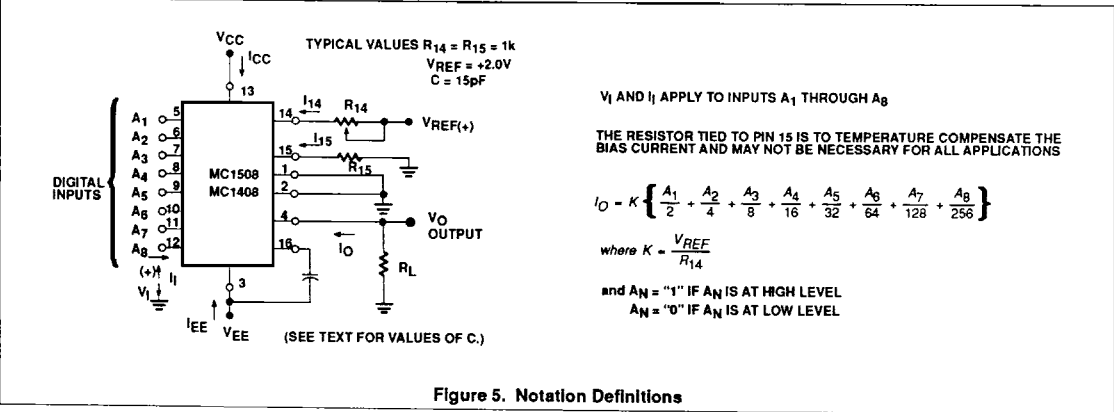 VCC
ICC
TYPICAL VALUES R14 = R15 = 1k
VREF = +2.0V
C = 15pF
13
I14
R14
14
VREF(+)
I15
15
R15
DIGITAL INPUTS
A1 5
A2 6
A3 7
A4 8
A5 9
A6 10
A7 11
A8 12
MC1508
MC1408
1
2
4
VO
OUTPUT
IO
16
RL
(+)
II
VI
3
IEE
VEE
(SEE TEXT FOR VALUES OF C.)
VI AND II APPLY TO INPUTS A1 THROUGH A8
THE RESISTOR TIED TO PIN 15 IS TO TEMPERATURE COMPENSATE THE
BIAS CURRENT AND MAY NOT BE NECESSARY FOR ALL APPLICATIONS
IO = K { A1/2 + A2/4 + A3/8 + A4/16 + A5/32 + A6/64 + A7/128 + A8/256 }
where K = VREF/R14
and AN = "1" IF AN IS AT HIGH LEVEL
AN = "0" IF AN IS AT LOW LEVEL
Figure 5. Notation Definitions